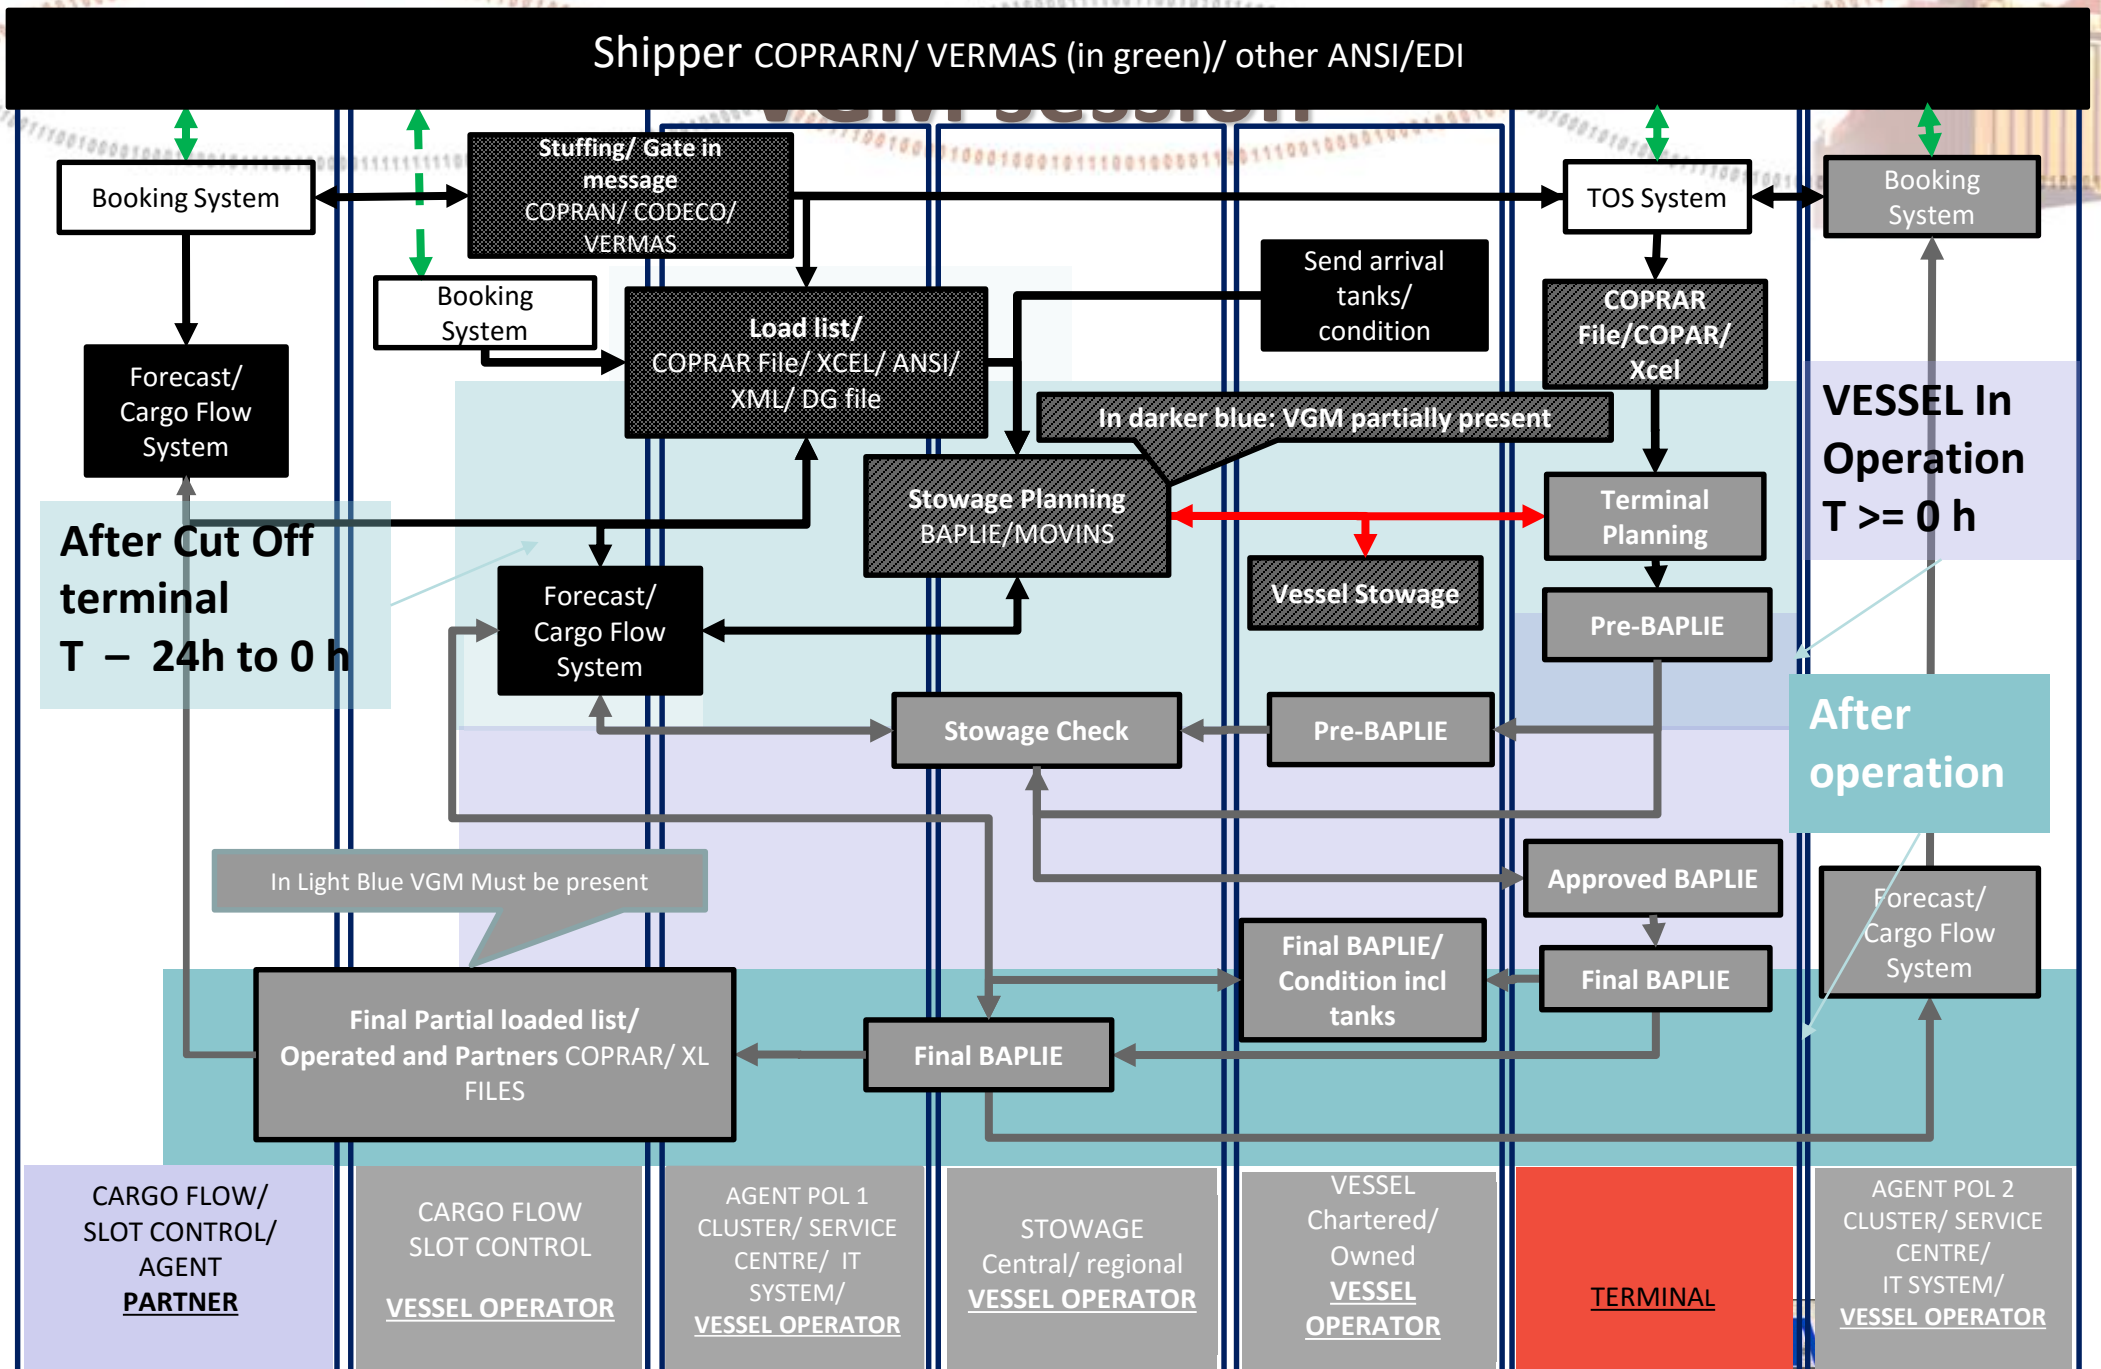 Shipper COPRARN/ VERMAS (in green)/ other ANSI/EDI
VGM session
Stuffing/ Gate in
message
COPRAN/ CODECO/
VERMAS
Booking System
TOS System
Booking
System
Booking
System
Send arrival
tanks/
condition
Load list/
COPRAR File/ XCEL/ ANSI/
XML/ DG file
COPRAR
File/COPAR/
Xcel
Forecast/
Cargo Flow
System
In darker blue: VGM partially present
VESSEL In
Operation
T >= 0 h
Stowage Planning
BAPLIE/MOVINS
Terminal
Planning
After Cut Off
terminal
T – 24h to 0 h
Forecast/
Cargo Flow
System
Vessel Stowage
Pre-BAPLIE
Stowage Check
Pre-BAPLIE
After
operation
In Light Blue VGM Must be present
Approved BAPLIE
Forecast/
Cargo Flow
System
Final BAPLIE/
Condition incl
tanks
Final BAPLIE
Final Partial loaded list/
Operated and Partners COPRAR/ XL
FILES
Final BAPLIE
CARGO FLOW/
SLOT CONTROL/
AGENT
PARTNER
CARGO FLOW
SLOT CONTROL
VESSEL OPERATOR
AGENT POL 1
CLUSTER/ SERVICE
CENTRE/ IT
SYSTEM/
VESSEL OPERATOR
STOWAGE
Central/ regional
VESSEL OPERATOR
VESSEL
Chartered/
Owned
VESSEL
OPERATOR
TERMINAL
AGENT POL 2
CLUSTER/ SERVICE
CENTRE/
IT SYSTEM/
VESSEL OPERATOR